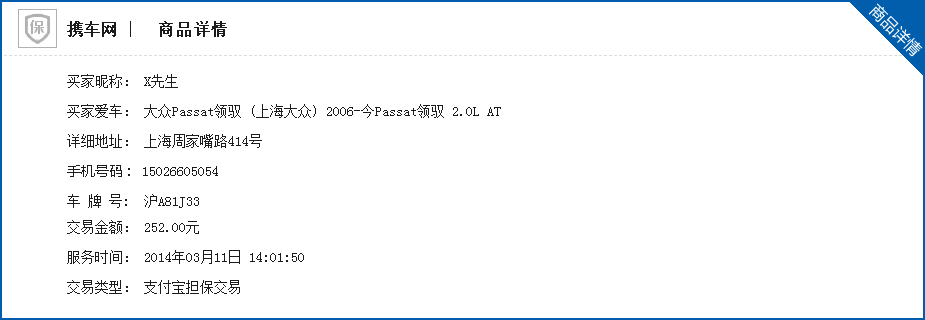 保
携车网 | 商品详情
商品详情
买家昵称： X先生
买家爱车： 大众Passat领驭 (上海大众) 2006-今Passat领驭 2.0L AT
详细地址： 上海周家嘴路414号
手机号码： 15026605054
车 牌 号： 沪A81J33
交易金额： 252.00元
服务时间： 2014年03月11日 14:01:50
交易类型： 支付宝担保交易